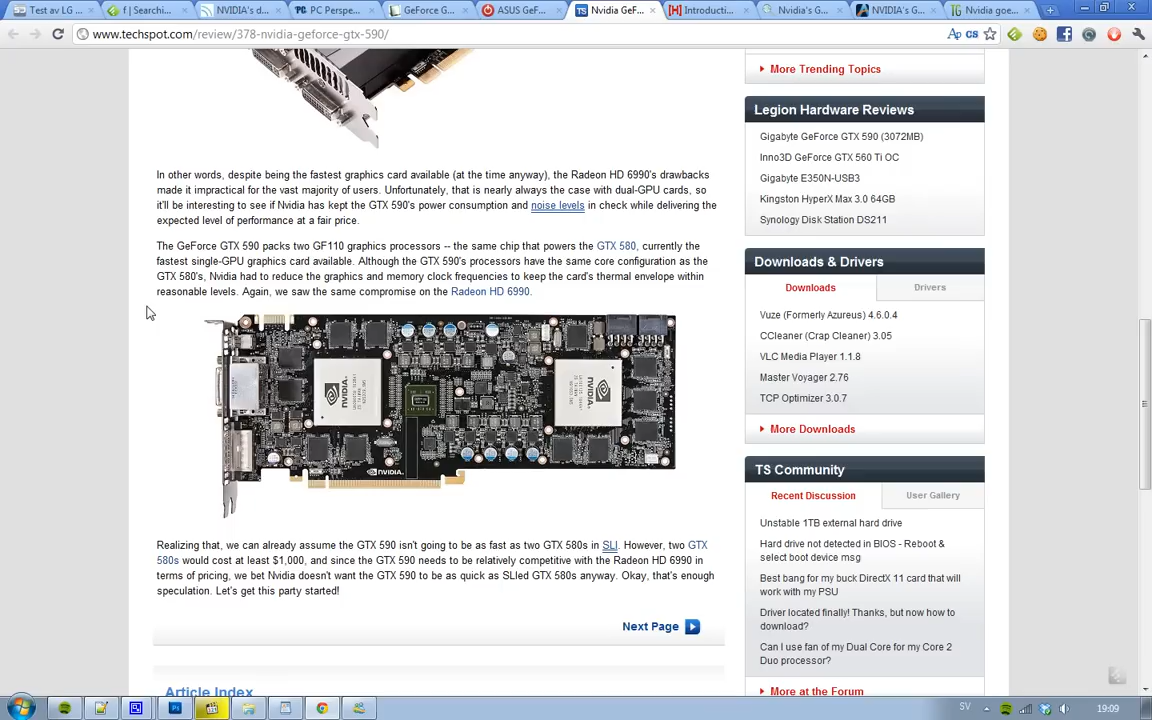 Test av LG ...
f | Searchi...
NVIDIA's d...
PC Perspe...
GeForce G...
ASUS GeF...
Nvidia GeF...
Introducti...
Nvidia's G...
NVIDIA's G...
Nvidia goe...
www.techspot.com/review/378-nvidia-geforce-gtx-590/
In other words, despite being the fastest graphics card available (at the time anyway), the Radeon HD 6990's drawbacks
made it impractical for the vast majority of users. Unfortunately, that is nearly always the case with dual-GPU cards, so
it'll be interesting to see if Nvidia has kept the GTX 590's power consumption and noise levels in check while delivering the
expected level of performance at a fair price.
The GeForce GTX 590 packs two GF110 graphics processors -- the same chip that powers the GTX 580, currently the
fastest single-GPU graphics card available. Although the GTX 590's processors have the same core configuration as the
GTX 580's, Nvidia had to reduce the graphics and memory clock frequencies to keep the card's thermal envelope within
reasonable levels. Again, we saw the same compromise on the Radeon HD 6990.
NVIDIA
NVIDIA
NVIDIA
Realizing that, we can already assume the GTX 590 isn't going to be as fast as two GTX 580s in SLI. However, two GTX
580s would cost at least $1,000, and since the GTX 590 needs to be relatively competitive with the Radeon HD 6990 in
terms of pricing, we bet Nvidia doesn't want the GTX 590 to be as quick as SLIed GTX 580s anyway. Okay, that's enough
speculation. Let's get this party started!
Next Page
Article Index
More Trending Topics
Legion Hardware Reviews
Gigabyte GeForce GTX 590 (3072MB)
Inno3D GeForce GTX 560 Ti OC
Gigabyte E350N-USB3
Kingston HyperX Max 3.0 64GB
Synology Disk Station DS211
Downloads & Drivers
Downloads
Drivers
Vuze (Formerly Azureus) 4.6.0.4
CCleaner (Crap Cleaner) 3.05
VLC Media Player 1.1.8
Master Voyager 2.76
TCP Optimizer 3.0.7
More Downloads
TS Community
Recent Discussion
User Gallery
Unstable 1TB external hard drive
Hard drive not detected in BIOS - Reboot &
select boot device msg
Best bang for my buck DirectX 11 card that will
work with my PSU
Driver located finally! Thanks, but now how to
download?
Can I use fan of my Dual Core for my Core 2
Duo processor?
More at the Forum
SV
19:09